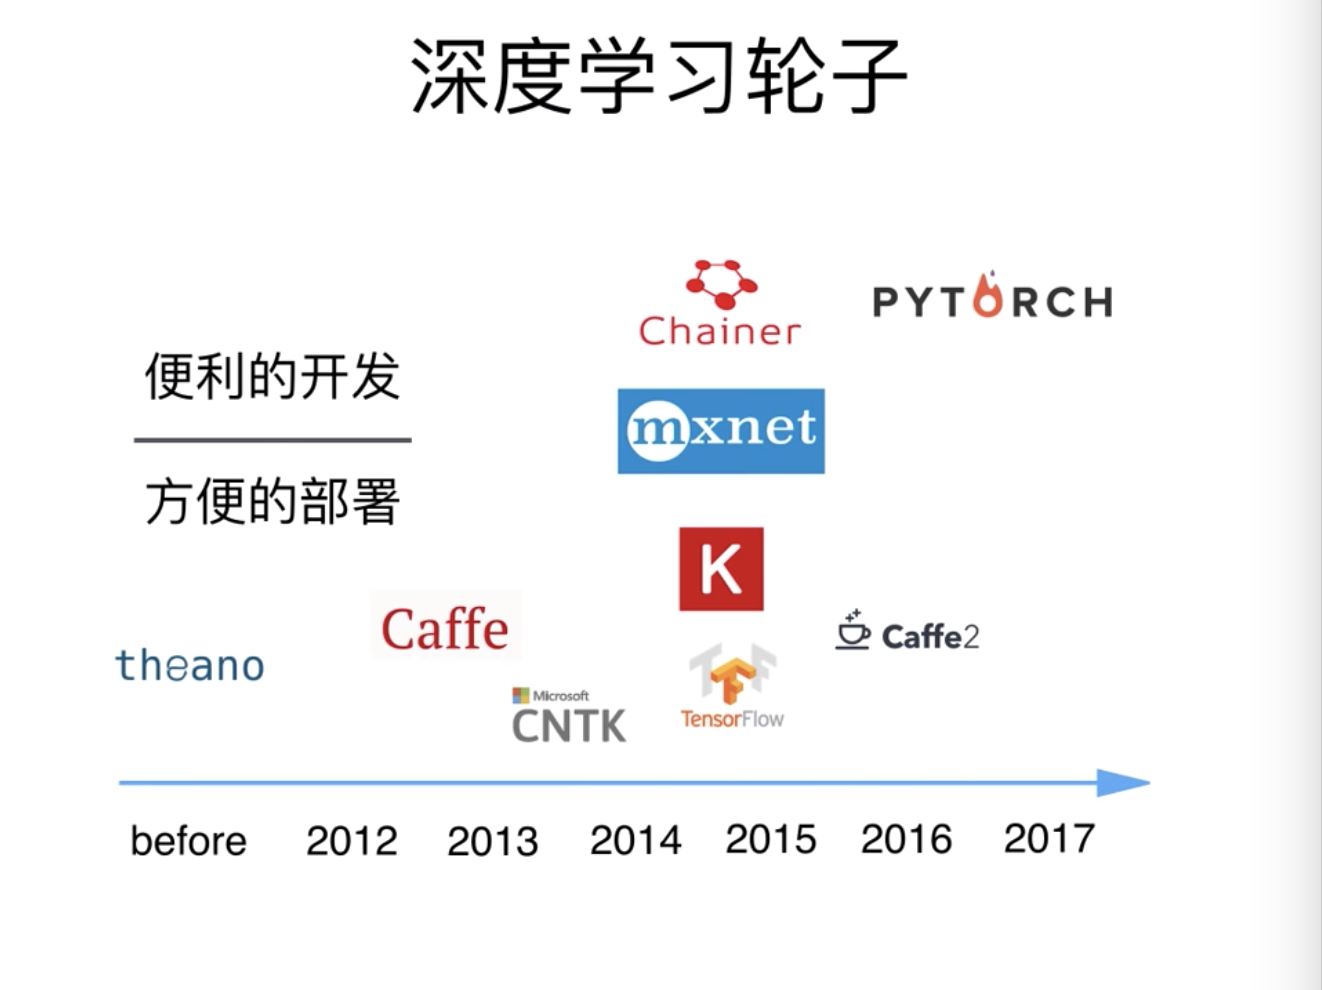 深度学习轮子
Chainer
PYTORCH
便利的开发
mxnet
方便的部署
K
Caffe
Caffe2
theano
Microsoft
CNTK
TF
TensorFlow
before 2012 2013 2014 2015 2016 2017